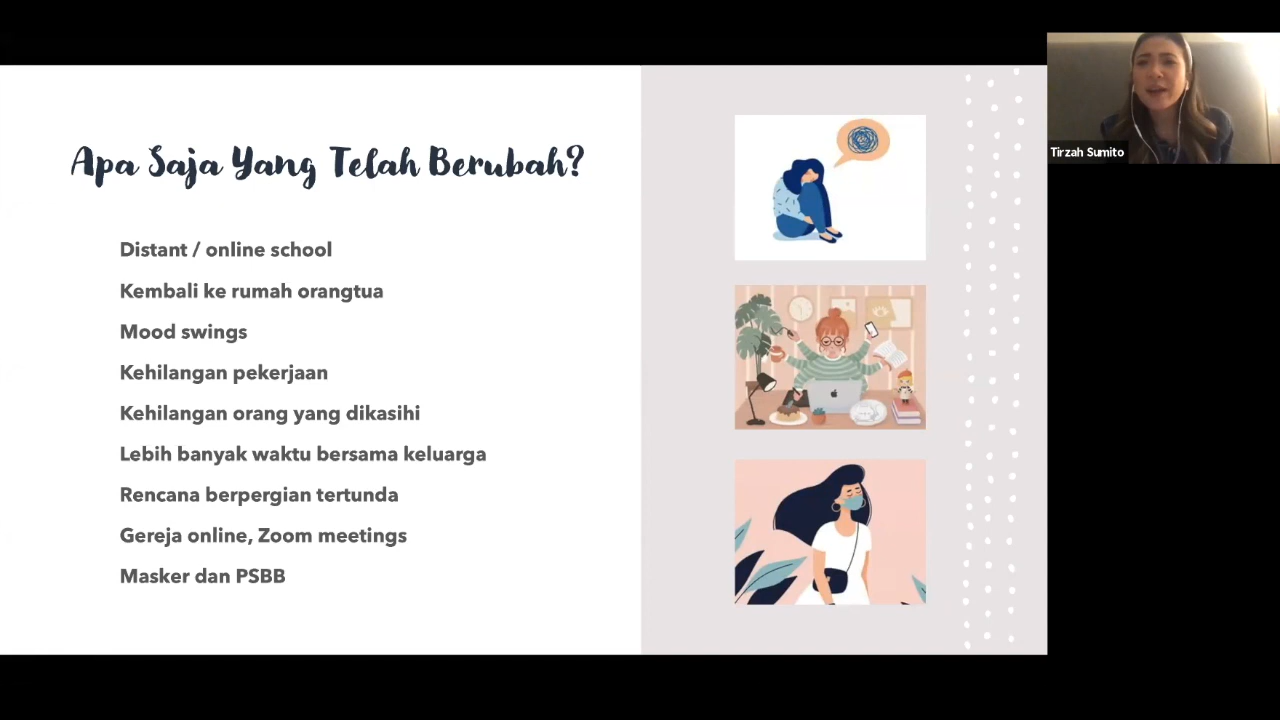 Apa Saja Yang Telah Berubah?
Distant / online school
Kembali ke rumah orangtua
Mood swings
Kehilangan pekerjaan
Kehilangan orang yang dikasihi
Lebih banyak waktu bersama keluarga
Rencana berpergian tertunda
Gereja online, Zoom meetings
Masker dan PSBB
Tirzah Sumito